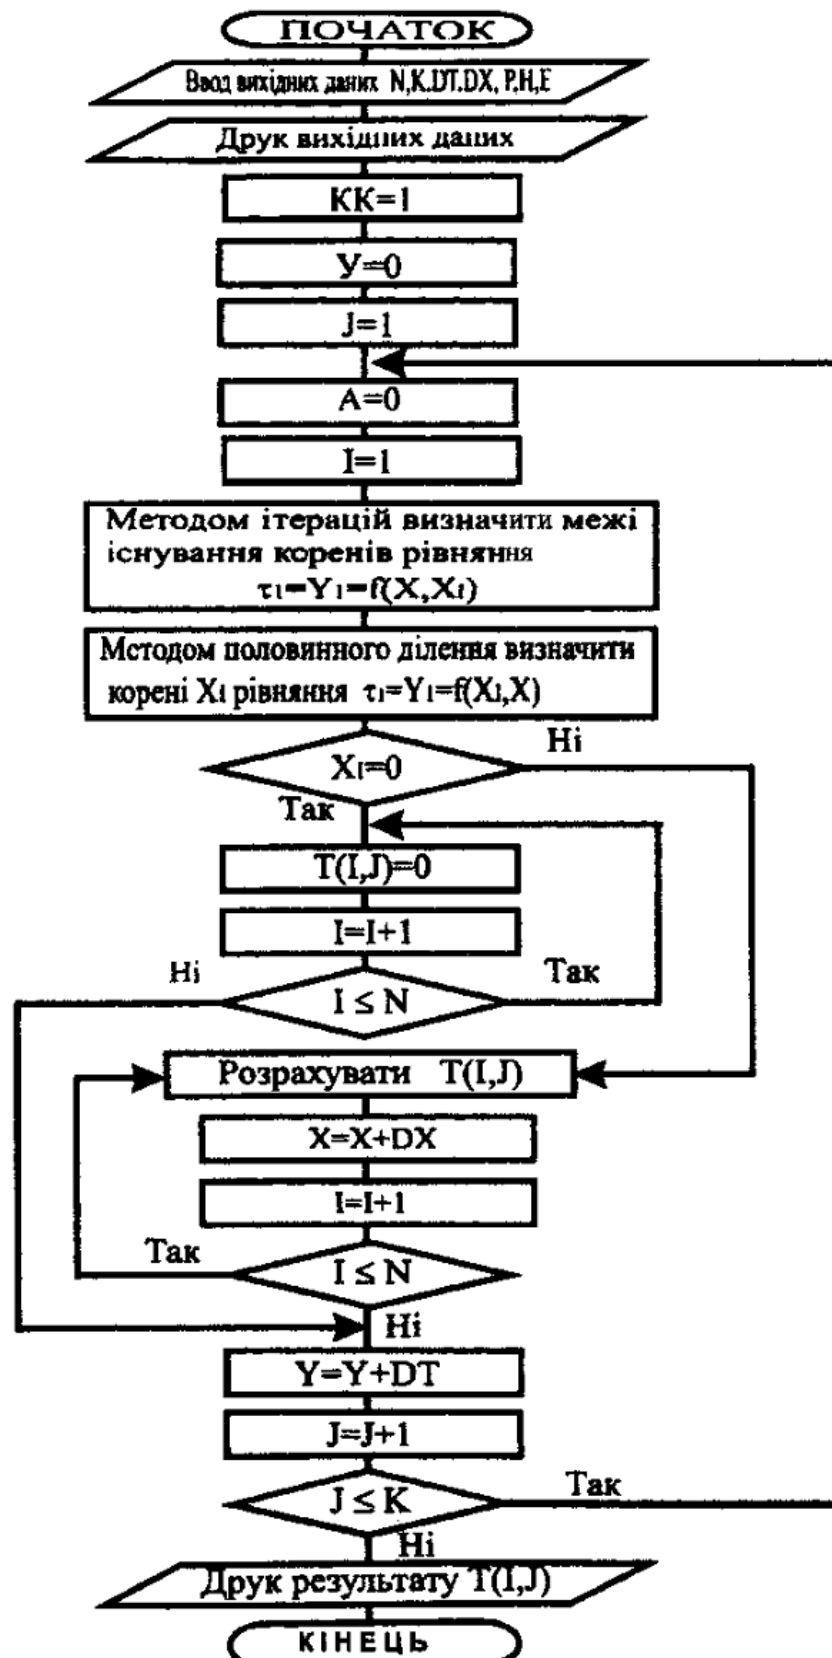 ПОЧАТОК
Ввод вихідних даних N,K.DT.DX, P,H,E
Друк вихідних даних
КК=1
У=0
J=1
A=0
I=1
Методом ітерацій визначити межі
існування коренів рівняння
τ₁=Y₁=f(X,X₁)
Методом половинного ділення визначити
корені X₁ рівняння τ₁=Y₁=f(X₁,X)
Ні
X₁=0
Так
T(I,J)=0
I=I+1
Ні
Так
I ≤ N
Розрахувати T(I,J)
X=X+DX
I=I+1
Так
I ≤ N
Ні
Y=Y+DT
J=J+1
Так
J ≤ K
Ні
Друк результату T(I,J)
КІНЕЦЬ